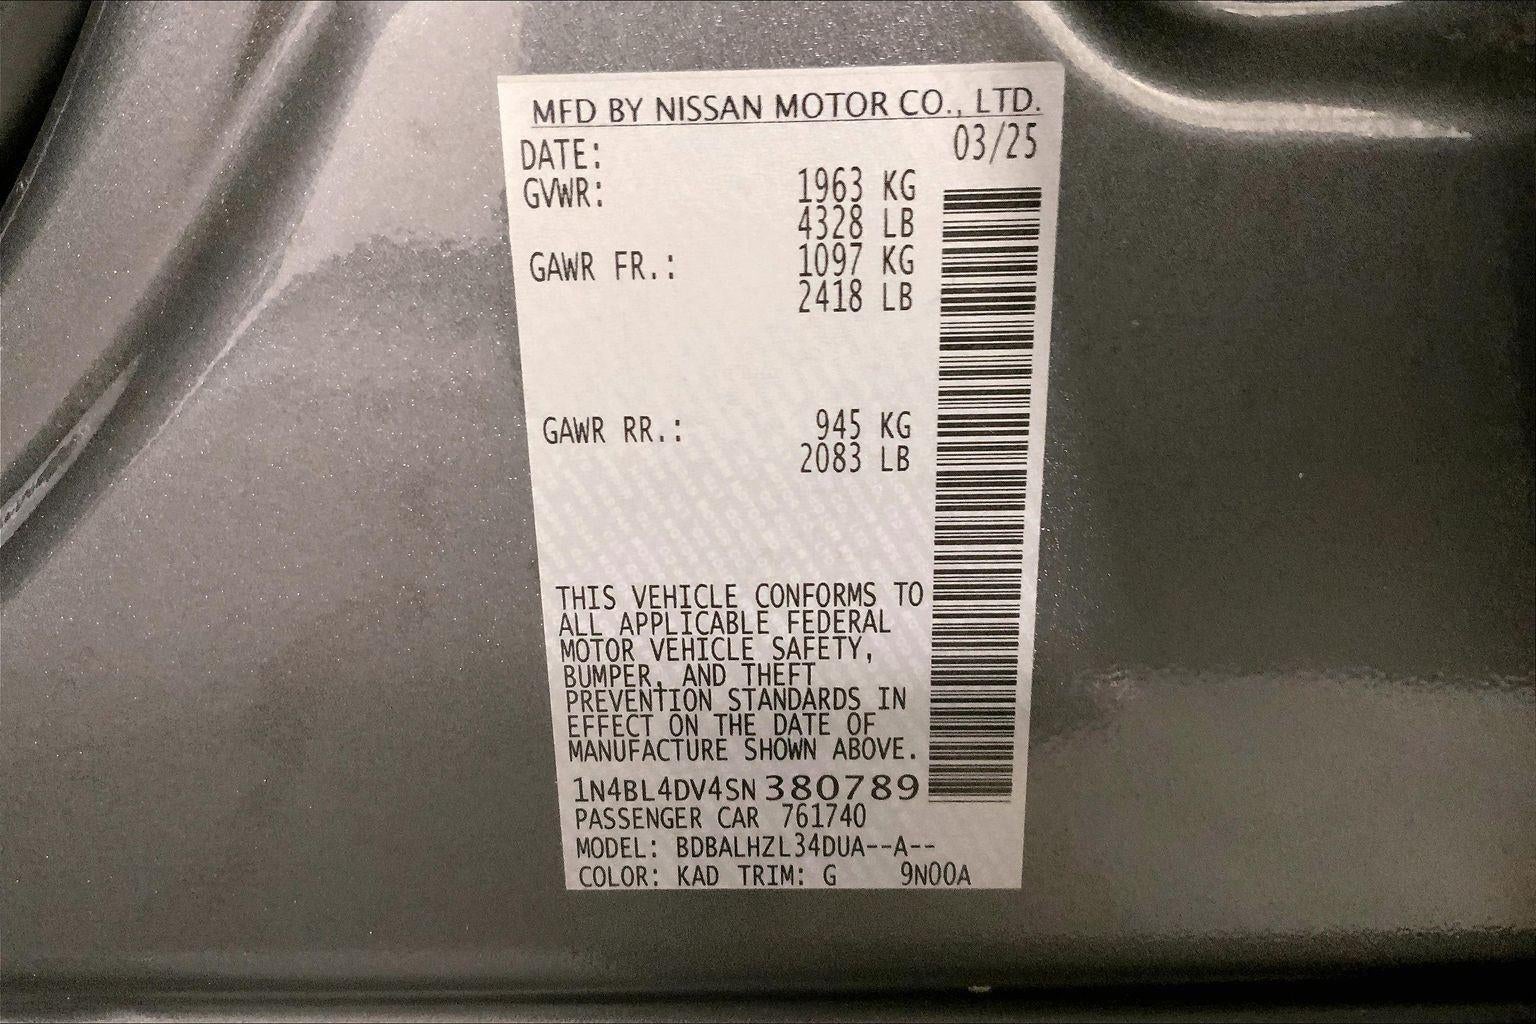 MFD BY NISSAN MOTOR CO., LTD.
DATE: 03/25
GVWR: 1963 KG
4328 LB
GAWR FR.: 1097 KG
2418 LB
GAWR RR.: 945 KG
2083 LB
THIS VEHICLE CONFORMS TO
ALL APPLICABLE FEDERAL
MOTOR VEHICLE SAFETY,
BUMPER, AND THEFT
PREVENTION STANDARDS IN
EFFECT ON THE DATE OF
MANUFACTURE SHOWN ABOVE.
1N4BL4DV4SN380789
PASSENGER CAR 761740
MODEL: BDBALHZL34DUA--A--
COLOR: KAD TRIM: G 9N00A